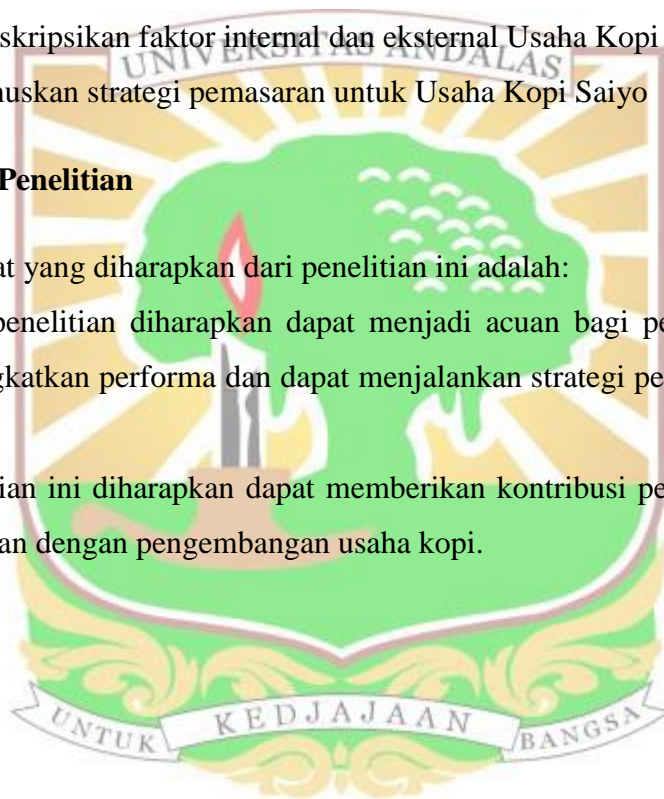 skripsikan faktor internal dan eksternal Usaha Kopi
UNIVERSITAS ANDALAS
uskan strategi pemasaran untuk Usaha Kopi Saiyo
Penelitian
at yang diharapkan dari penelitian ini adalah:
penelitian diharapkan dapat menjadi acuan bagi pe
gkatkan performa dan dapat menjalankan strategi pe
ian ini diharapkan dapat memberikan kontribusi pe
an dengan pengembangan usaha kopi.
UNTUK KEDJAJAAN BANGSA